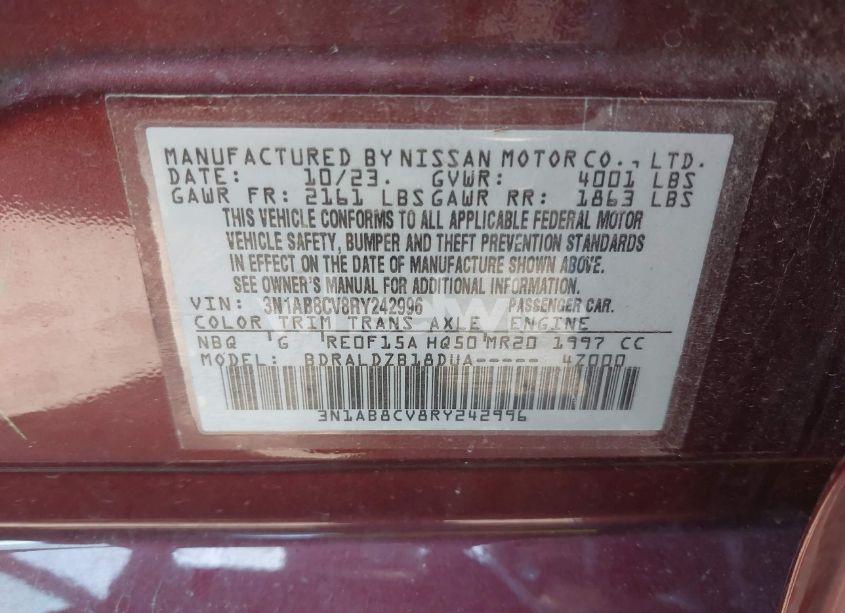 MANUFACTURED BY NISSAN MOTOR CO., LTD.
DATE: 10/23. GVWR: 4001 LBS
GAWR FR: 2161 LBS GAWR RR: 1863 LBS
THIS VEHICLE CONFORMS TO ALL APPLICABLE FEDERAL MOTOR
VEHICLE SAFETY, BUMPER AND THEFT PREVENTION STANDARDS
IN EFFECT ON THE DATE OF MANUFACTURE SHOWN ABOVE.
SEE OWNER'S MANUAL FOR ADDITIONAL INFORMATION.
VIN: 3N1AB8CV8RY242996 PASSENGER CAR.
COLOR TRIM TRANS AXLE ENGINE
NBQ 'G 'RE0F15A HQ50'MR20 1997 CC
MODEL: BDRALDZB18DUA----- 4Z000
3N1AB8CV8RY242996